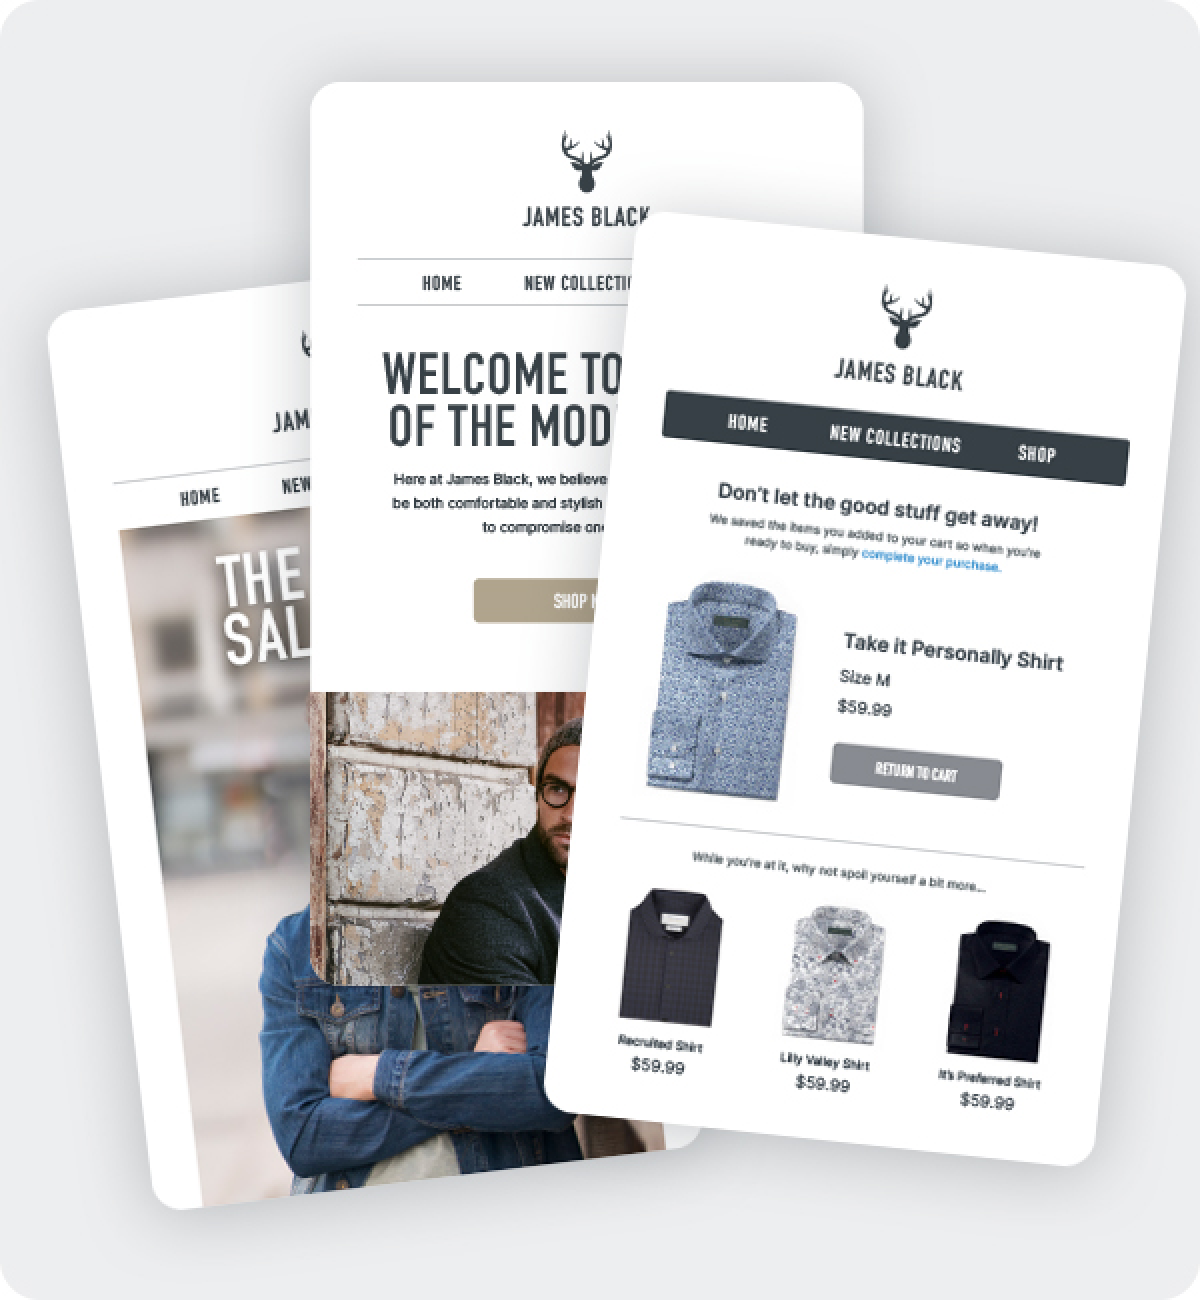 JAMES BLACK
HOME NEW COLLECTIO
WELCOME TO
OF THE MOD
Here at James Black, we believe
be both comfortable and stylish
to compromise one
SHOP N
JAM
HOME NEW
THE
SAL
JAMES BLACK
HOME NEW COLLECTIONS SHOP
Don't let the good stuff get away!
We saved the items you added to your cart so when you're
ready to buy, simply complete your purchase.
Take it Personally Shirt
Size M
$59.99
RETURN TO CART
While you're at it, why not spoil yourself a bit more...
Recruited Shirt
$59.99
Lilly Valley Shirt
$59.99
It's Preferred Shirt
$59.99